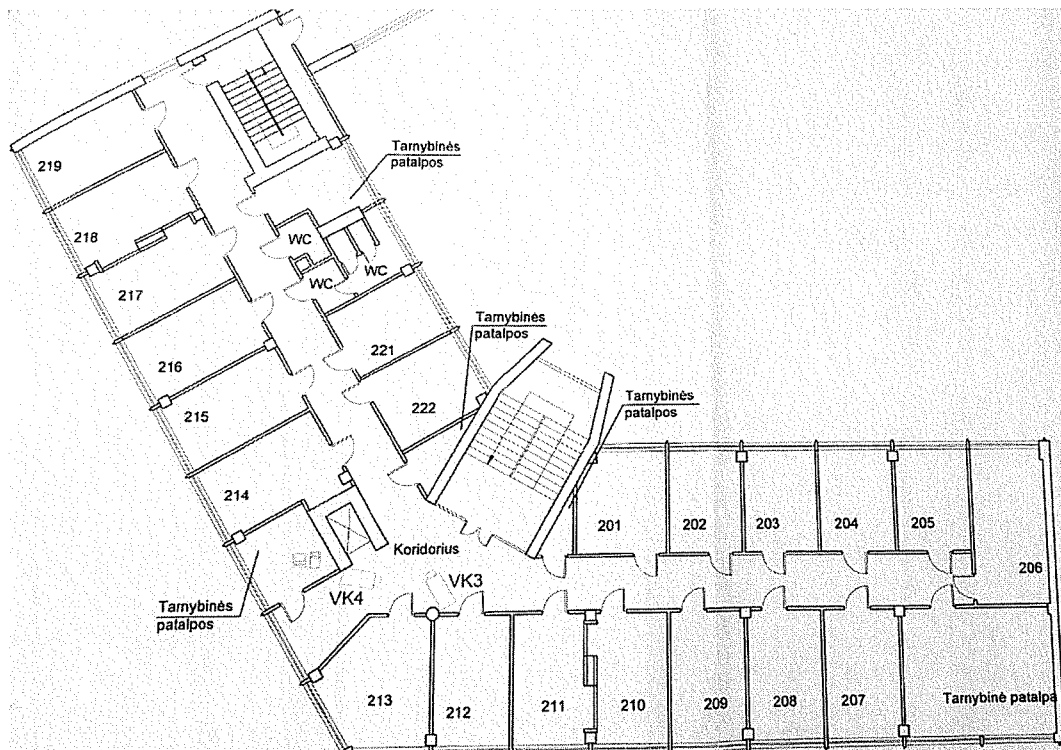 Tarnybinės
patalpos
219
218
WC
WC
WC
217
Tarnybinės
patalpos
216
221
215
222
Tarnybinės
patalpos
214
201
202
203
204
205
206
Koridorius
VK3
VK4
Tarnybinės
patalpos
213
212
211
210
209
208
207
Tarnybinė patalpa